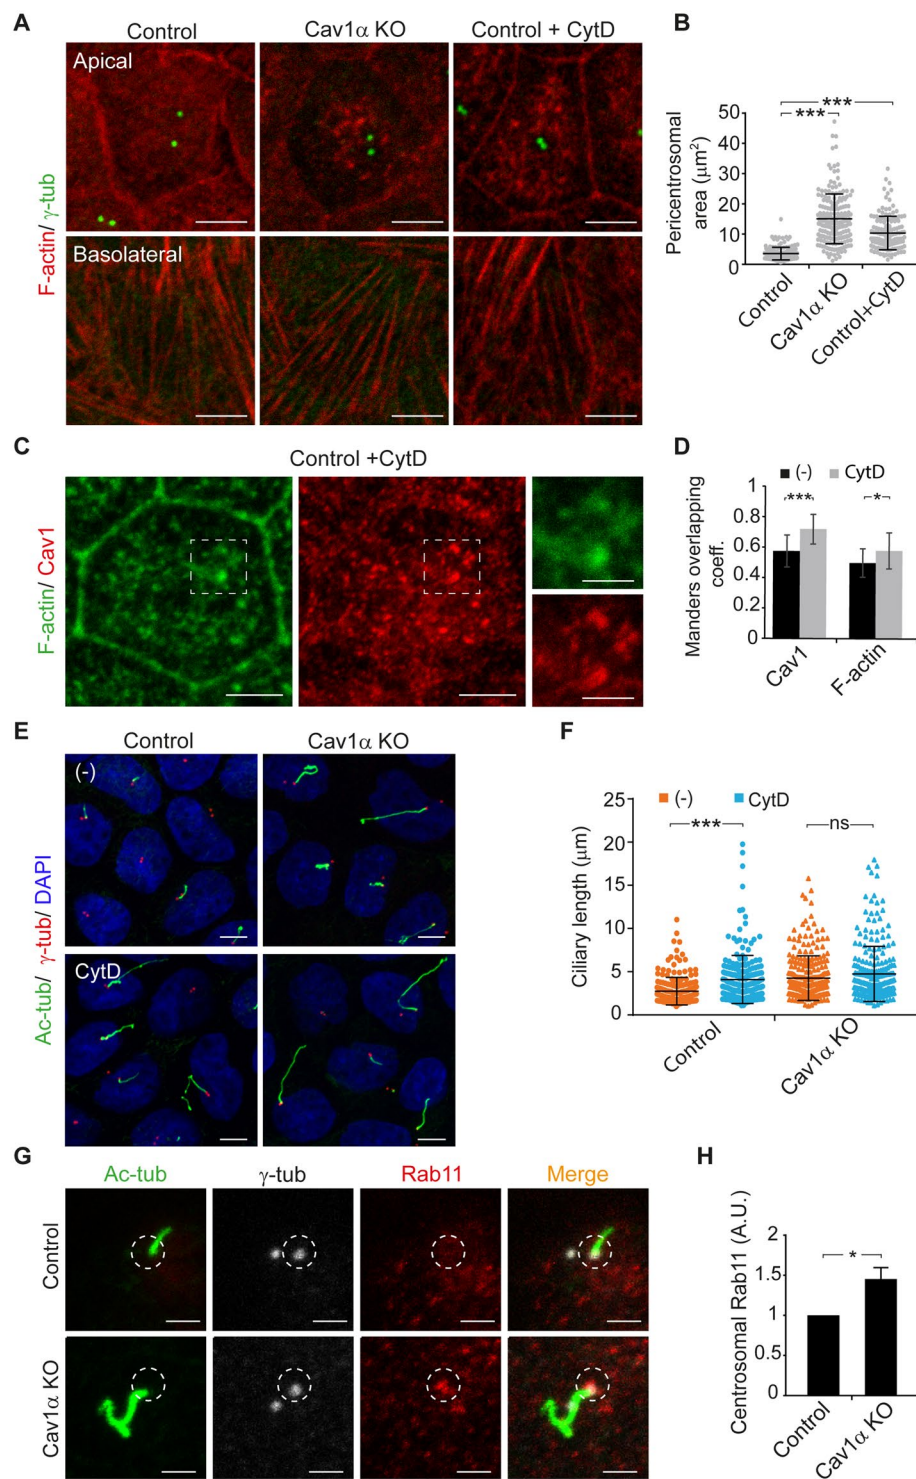 A
Control
Cav1α KO
Control + CytD
F-actin/ γ-tub
Apical
Basolateral
B
Pericentrosomal
area (μm²)
50
40
30
20
10
0
***
***
Control
Cav1α KO
Control+CytD
C
Control +CytD
F-actin/ Cav1
D
(-)
CytD
Manders overlapping
coeff.
1
0.8
0.6
0.4
0.2
0
***
*
Cav1
F-actin
E
Control
Cav1α KO
Ac-tub/ γ-tub/ DAPI
(-)
CytD
F
(-)
CytD
Ciliary length (μm)
25
20
15
10
5
0
***
ns
Control
Cav1α KO
G
Ac-tub
γ-tub
Rab11
Merge
Control
Cav1α KO
H
Centrosomal Rab11 (A.U.)
2
1.5
1
0.5
0
*
Control
Cav1α KO